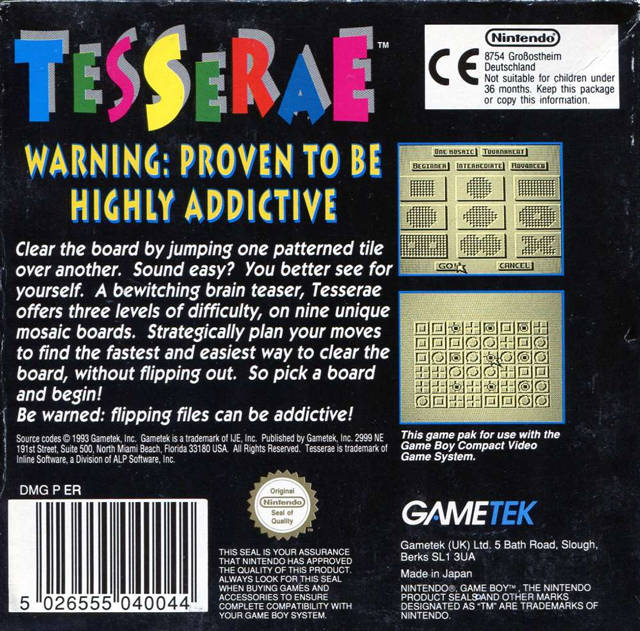 TESSERAE™
WARNING: PROVEN TO BE
HIGHLY ADDICTIVE
Clear the board by jumping one patterned tile
over another. Sound easy? You better see for
yourself. A bewitching brain teaser, Tesserae
offers three levels of difficulty, on nine unique
mosaic boards. Strategically plan your moves
to find the fastest and easiest way to clear the
board, without flipping out. So pick a board
and begin!
Be warned: flipping files can be addictive!
Source codes © 1993 Gametek, Inc. Gametek is a trademark of IJE, Inc. Published by Gametek, Inc. 2999 NE
191st Street, Suite 500, North Miami Beach, Florida 33180 USA. All Rights Reserved. Tesserae is trademark of
Inline Software, a Division of ALP Software, Inc.
DMG P ER
5 026555 040044
Original
Nintendo
Seal of
Quality
THIS SEAL IS YOUR ASSURANCE
THAT NINTENDO HAS APPROVED
THE QUALITY OF THIS PRODUCT.
ALWAYS LOOK FOR THIS SEAL
WHEN BUYING GAMES AND
ACCESSORIES TO ENSURE
COMPLETE COMPATIBILITY WITH
YOUR GAME BOY SYSTEM.
CE
Nintendo
8754 Großostheim
Deutschland
Not suitable for children under
36 months. Keep this package
or copy this information.
ONE MOSAIC TOURNAMENT
BEGINNER INTERMEDIATE ADVANCED
GO! CANCEL
This game pak for use with the
Game Boy Compact Video
Game System.
GAMETEK
Gametek (UK) Ltd. 5 Bath Road, Slough,
Berks SL1 3UA
Made in Japan
NINTENDO®, GAME BOY™, THE NINTENDO
PRODUCT SEALS AND OTHER MARKS
DESIGNATED AS "TM" ARE TRADEMARKS OF
NINTENDO.